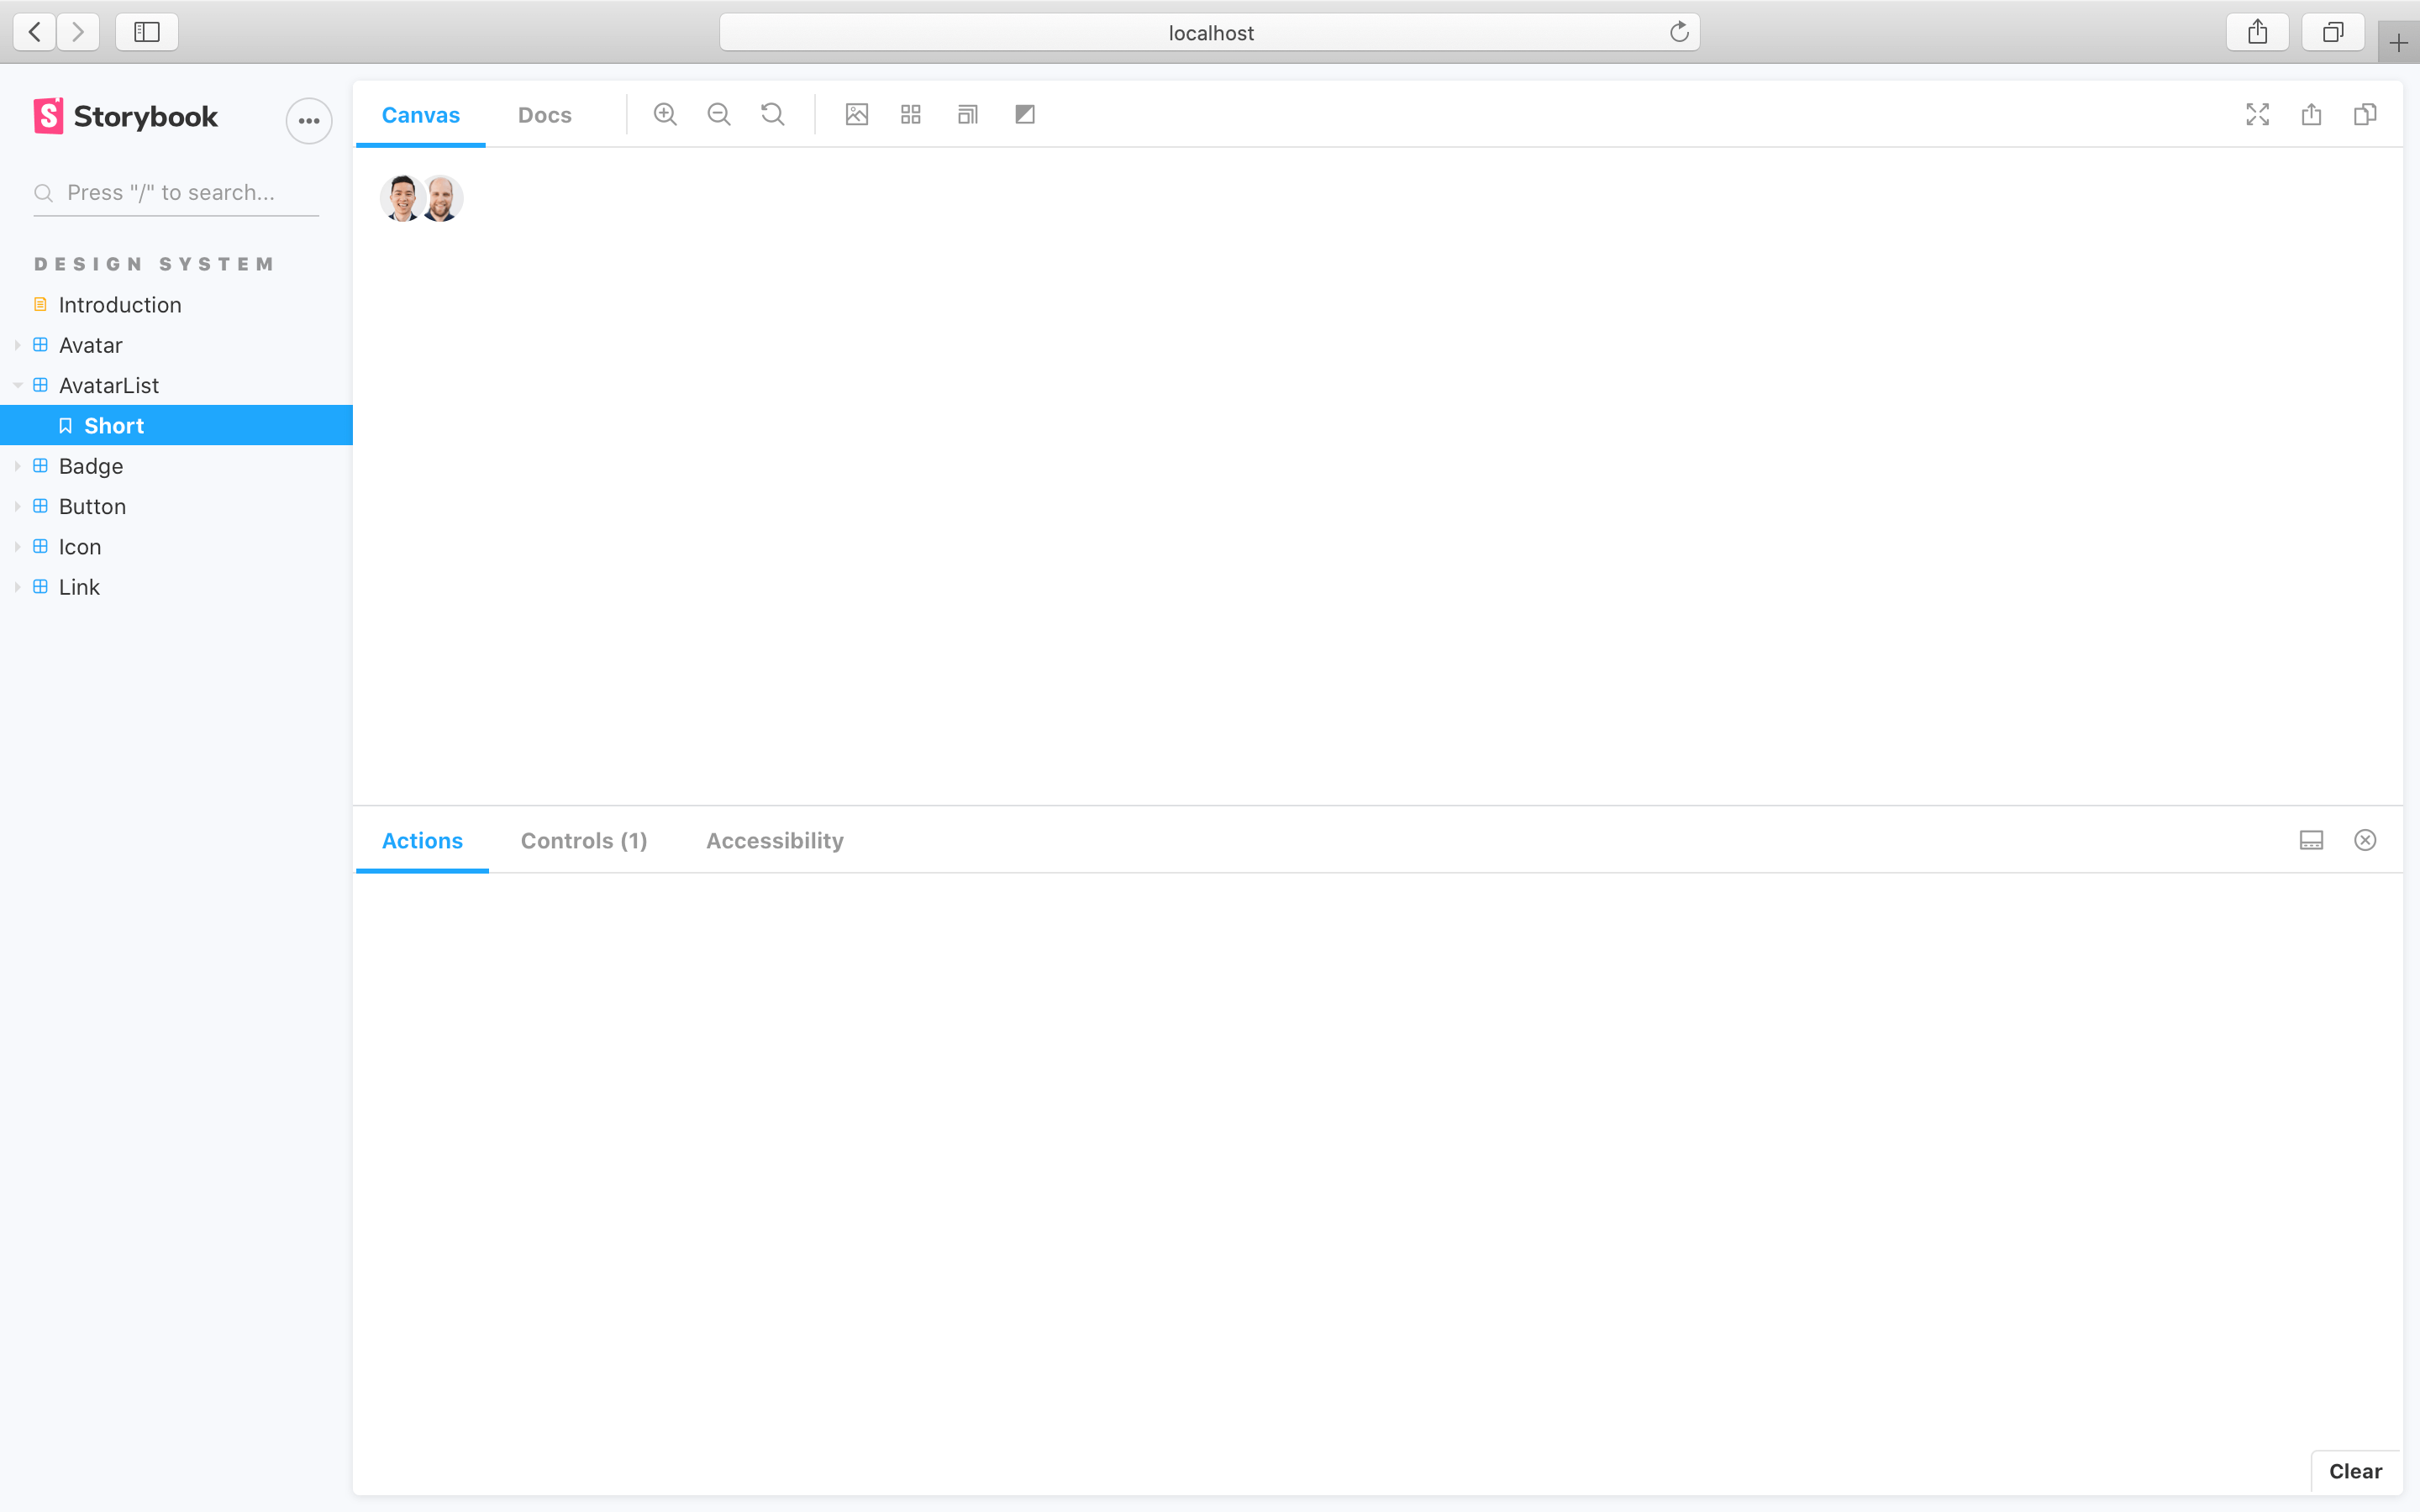 localhost
Storybook
Press "/" to search...
DESIGN SYSTEM
Introduction
Avatar
AvatarList
Short
Badge
Button
Icon
Link
Canvas
Docs
Actions
Controls (1)
Accessibility
Clear